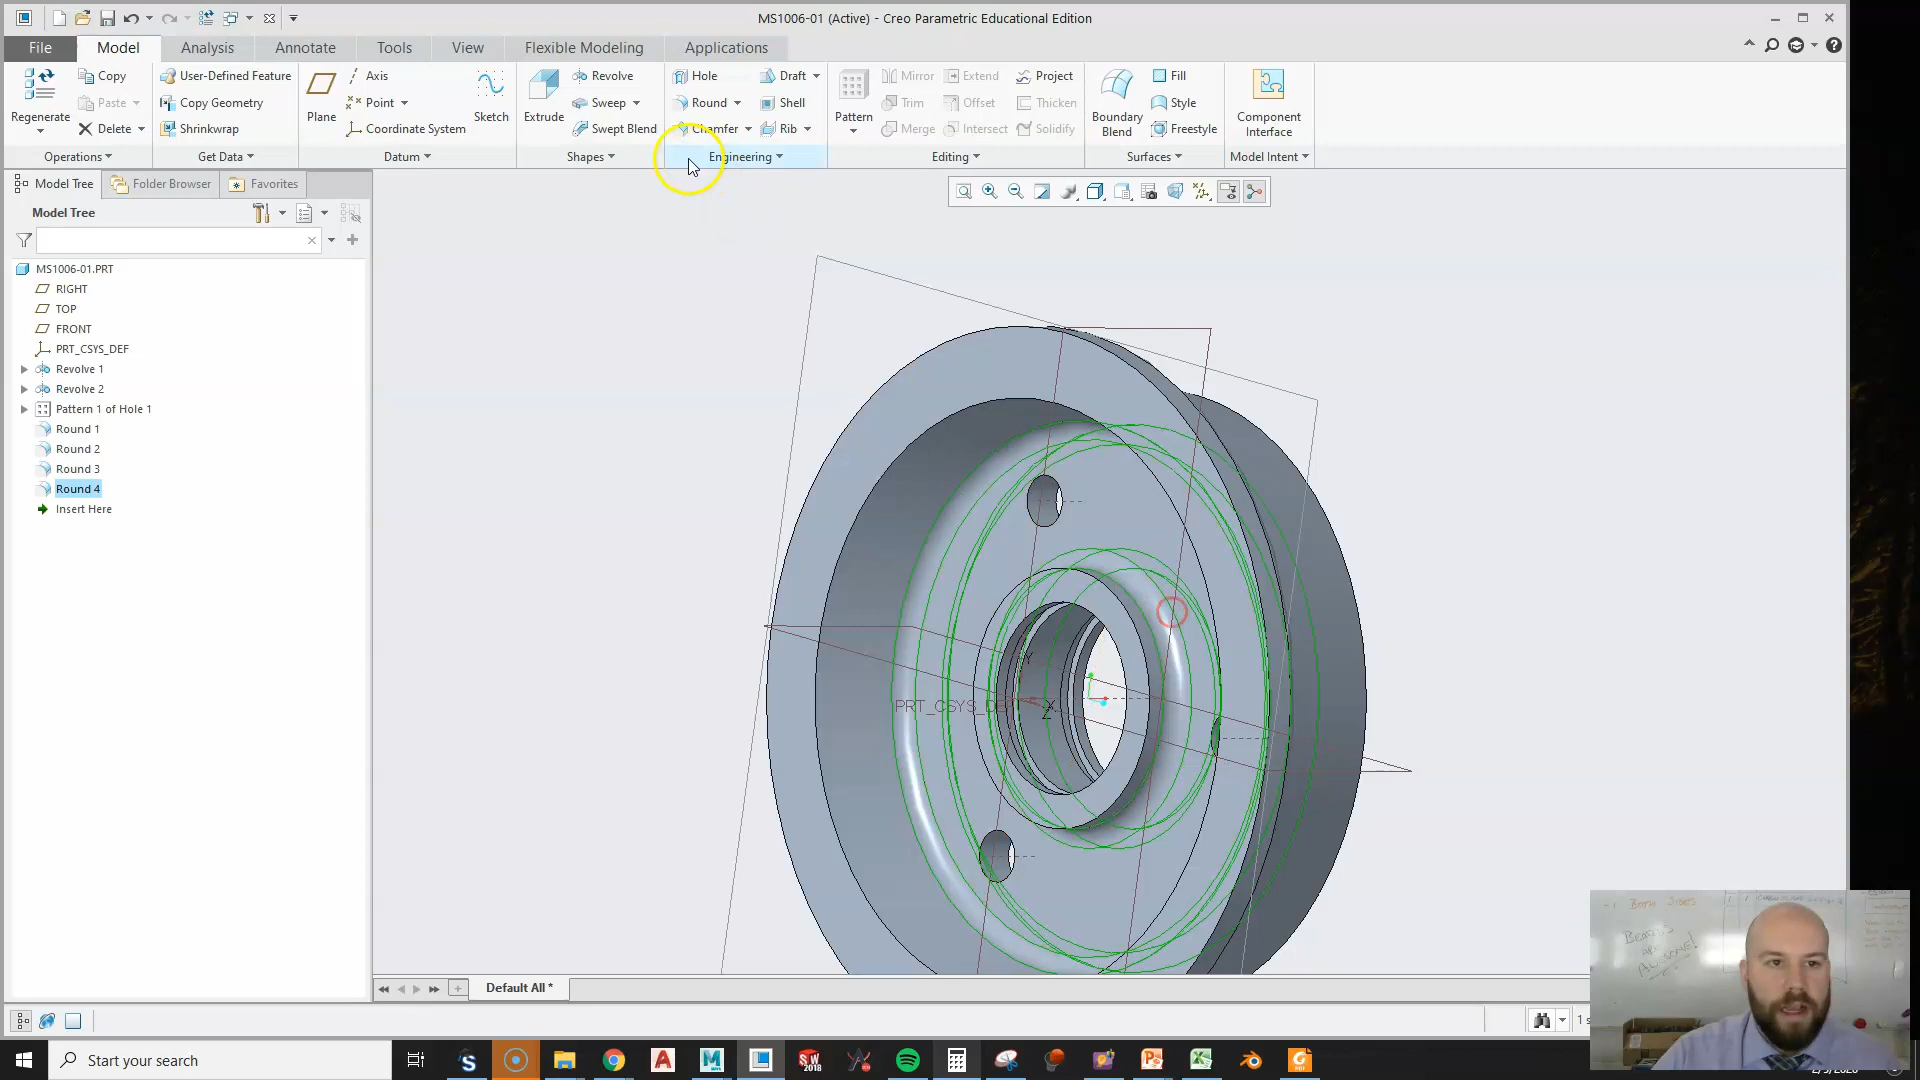 MS1006-01 (Active) - Creo Parametric Educational Edition
File Model Analysis Annotate Tools View Flexible Modeling Applications
Regenerate
Copy
Paste
Delete
Operations
User-Defined Feature
Copy Geometry
Shrinkwrap
Get Data
Plane
Axis
Point
Coordinate System
Sketch
Datum
Extrude
Revolve
Sweep
Swept Blend
Shapes
Hole
Round
Chamfer
Draft
Shell
Rib
Engineering
Pattern
Mirror
Trim
Merge
Extend
Offset
Intersect
Project
Thicken
Solidify
Editing
Boundary
Blend
Fill
Style
Freestyle
Surfaces
Component
Interface
Model Intent
Model Tree Folder Browser Favorites
Model Tree
MS1006-01.PRT
RIGHT
TOP
FRONT
PRT_CSYS_DEF
Revolve 1
Revolve 2
Pattern 1 of Hole 1
Round 1
Round 2
Round 3
Round 4
Insert Here
Y
PRT_CSYS_DEF
X
Z
Default All *
1 s
BOTH SIDES
Start your search
S
A
M
SW
2018